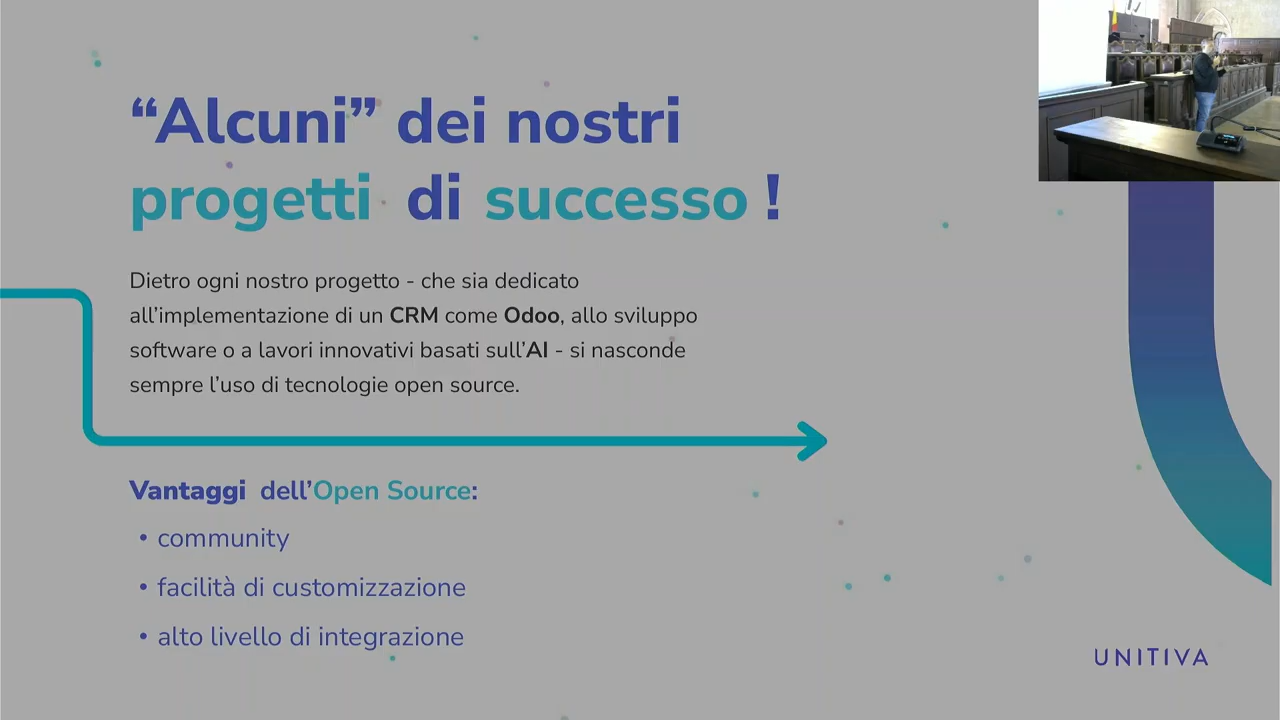 “Alcuni” dei nostri
progetti di successo !
Dietro ogni nostro progetto - che sia dedicato
all’implementazione di un CRM come Odoo, allo sviluppo
software o a lavori innovativi basati sull’AI - si nasconde
sempre l’uso di tecnologie open source.
Vantaggi dell’Open Source:
• community
• facilità di customizzazione
• alto livello di integrazione
UNITIVA